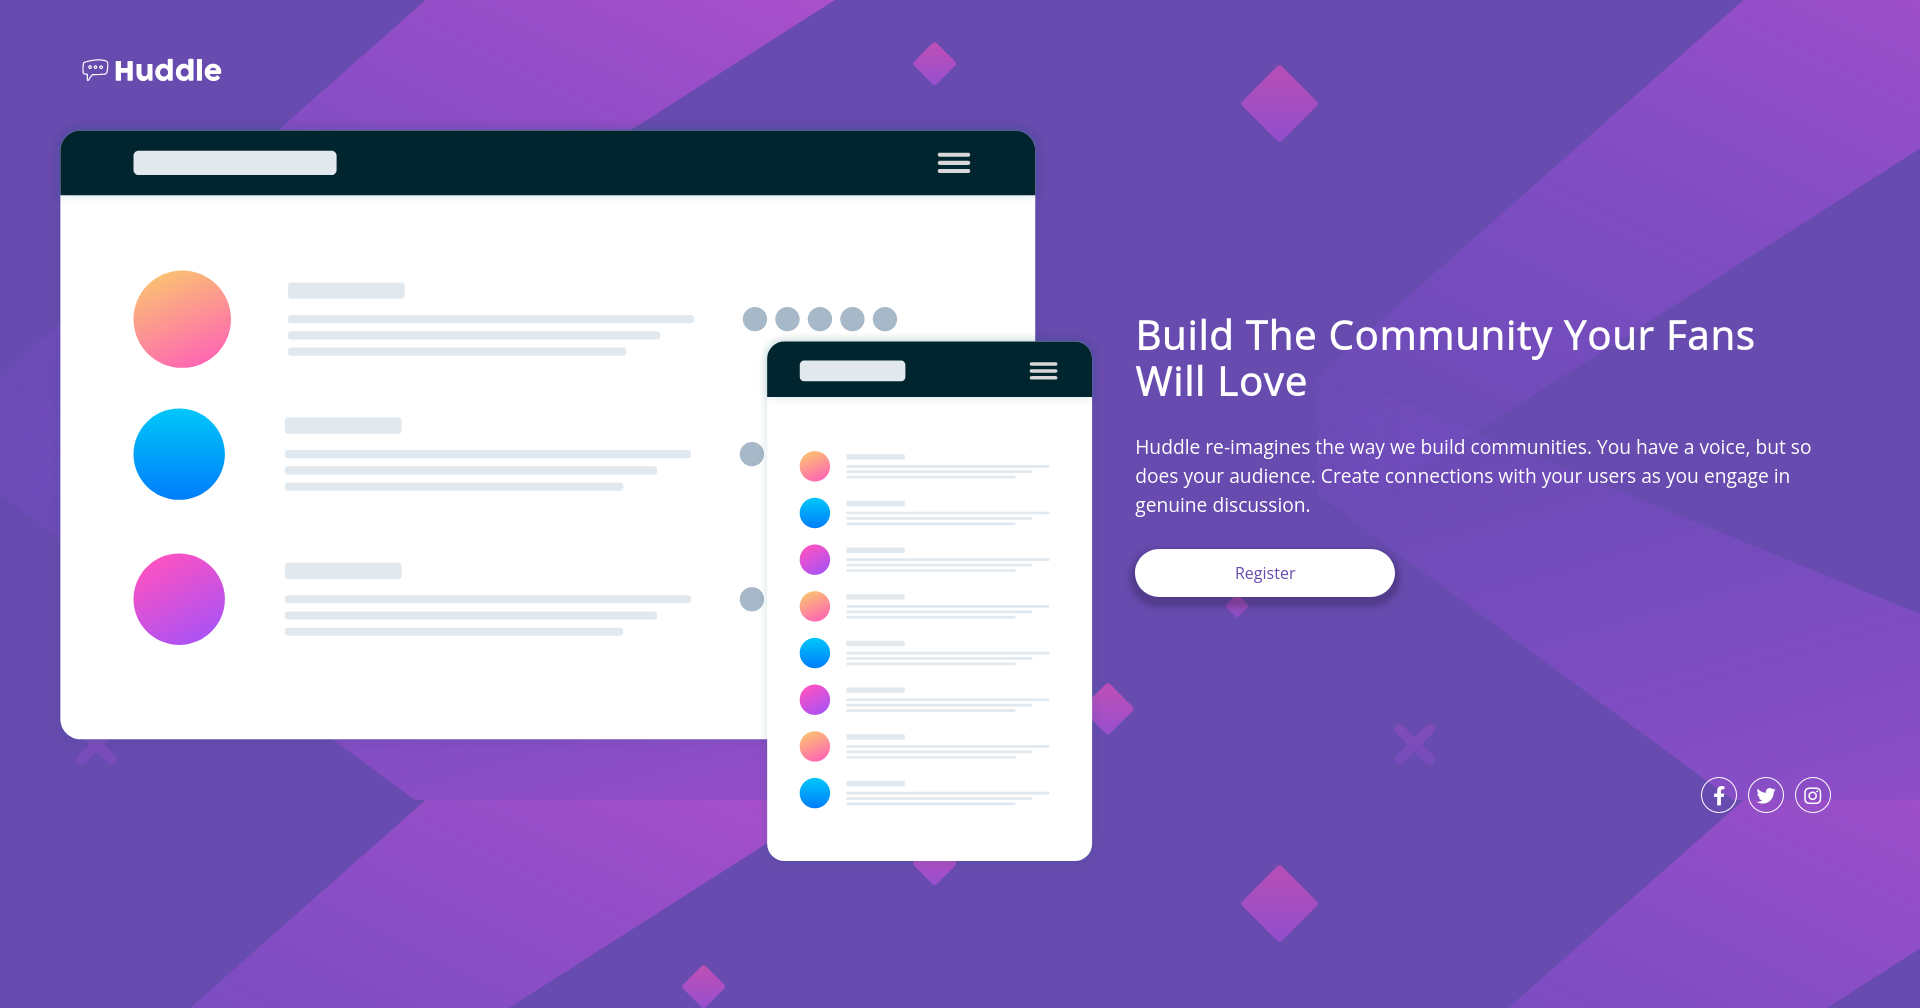 Huddle
Build The Community Your Fans
Will Love
Huddle re-imagines the way we build communities. You have a voice, but so
does your audience. Create connections with your users as you engage in
genuine discussion.
Register